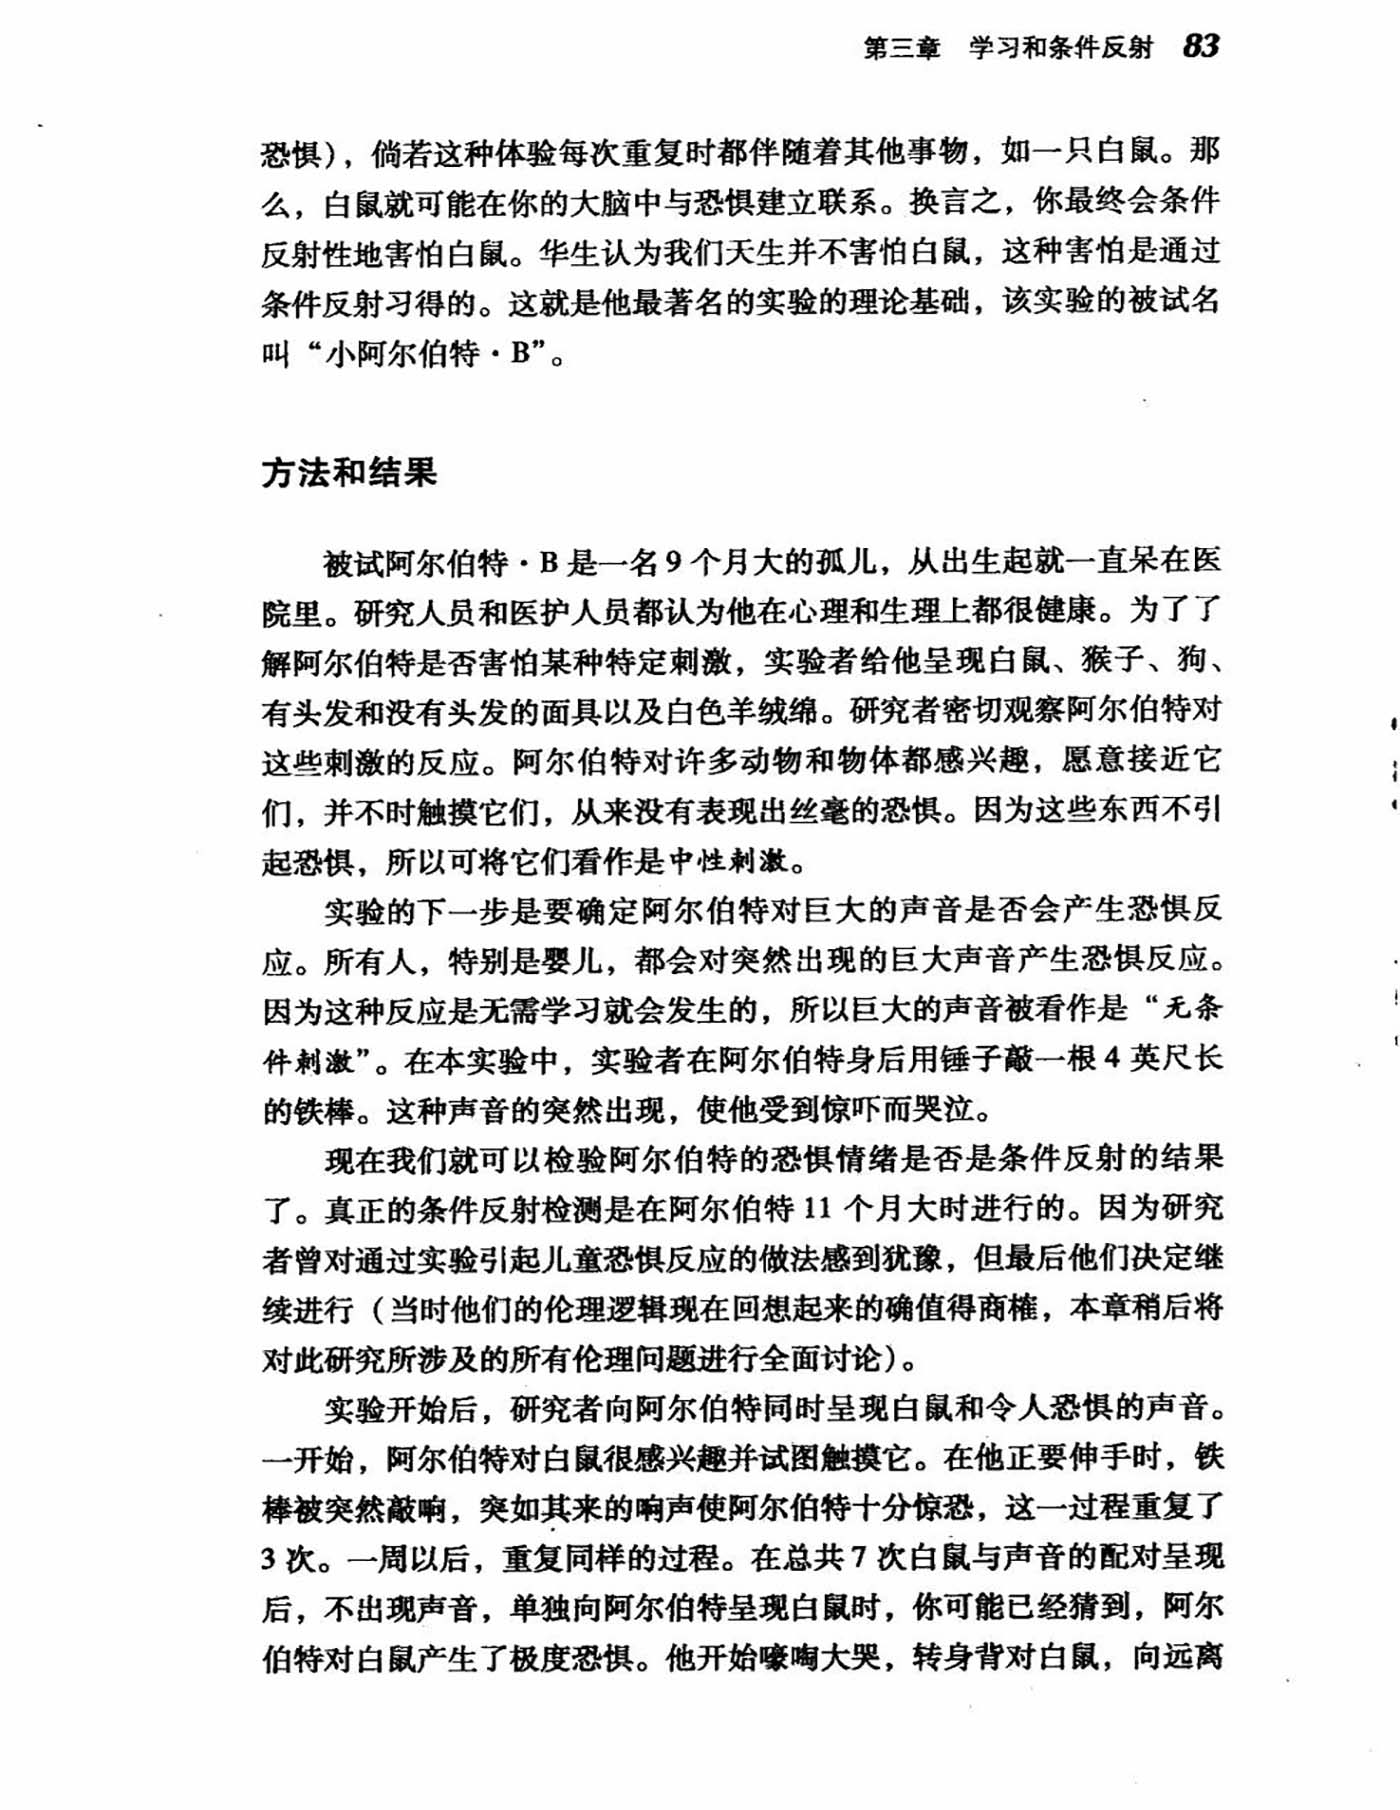 第三章 学习和条件反射 83
恐惧），倘若这种体验每次重复时都伴随着其他事物，如一只白鼠。那
么，白鼠就可能在你的大脑中与恐惧建立联系。换言之，你最终会条件
反射性地害怕白鼠。华生认为我们天生并不害怕白鼠，这种害怕是通过
条件反射习得的。这就是他最著名的实验的理论基础，该实验的被试名
叫“小阿尔伯特·B”。
方法和结果
被试阿尔伯特·B 是一名 9 个月大的孤儿，从出生起就一直呆在医
院里。研究人员和医护人员都认为他在心理和生理上都很健康。为了了
解阿尔伯特是否害怕某种特定刺激，实验者给他呈现白鼠、猴子、狗、
有头发和没有头发的面具以及白色羊绒绵。研究者密切观察阿尔伯特对
这些刺激的反应。阿尔伯特对许多动物和物体都感兴趣，愿意接近它
们，并不时触摸它们，从来没有表现出丝毫的恐惧。因为这些东西不引
起恐惧，所以可将它们看作是中性刺激。
实验的下一步是要确定阿尔伯特对巨大的声音是否会产生恐惧反
应。所有人，特别是婴儿，都会对突然出现的巨大声音产生恐惧反应。
因为这种反应是无需学习就会发生的，所以巨大的声音被看作是“无条
件刺激”。在本实验中，实验者在阿尔伯特身后用锤子敲一根 4 英尺长
的铁棒。这种声音的突然出现，使他受到惊吓而哭泣。
现在我们就可以检验阿尔伯特的恐惧情绪是否是条件反射的结果
了。真正的条件反射检测是在阿尔伯特 11 个月大时进行的。因为研究
者曾对通过实验引起儿童恐惧反应的做法感到犹豫，但最后他们决定继
续进行（当时他们的伦理逻辑现在回想起来的确值得商榷，本章稍后将
对此研究所涉及的所有伦理问题进行全面讨论）。
实验开始后，研究者向阿尔伯特同时呈现白鼠和令人恐惧的声音。
一开始，阿尔伯特对白鼠很感兴趣并试图触摸它。在他正要伸手时，铁
棒被突然敲响，突如其来的响声使阿尔伯特十分惊恐，这一过程重复了
3 次。一周以后，重复同样的过程。在总共 7 次白鼠与声音的配对呈现
后，不出现声音，单独向阿尔伯特呈现白鼠时，你可能已经猜到，阿尔
伯特对白鼠产生了极度恐惧。他开始嚎啕大哭，转身背对白鼠，向远离